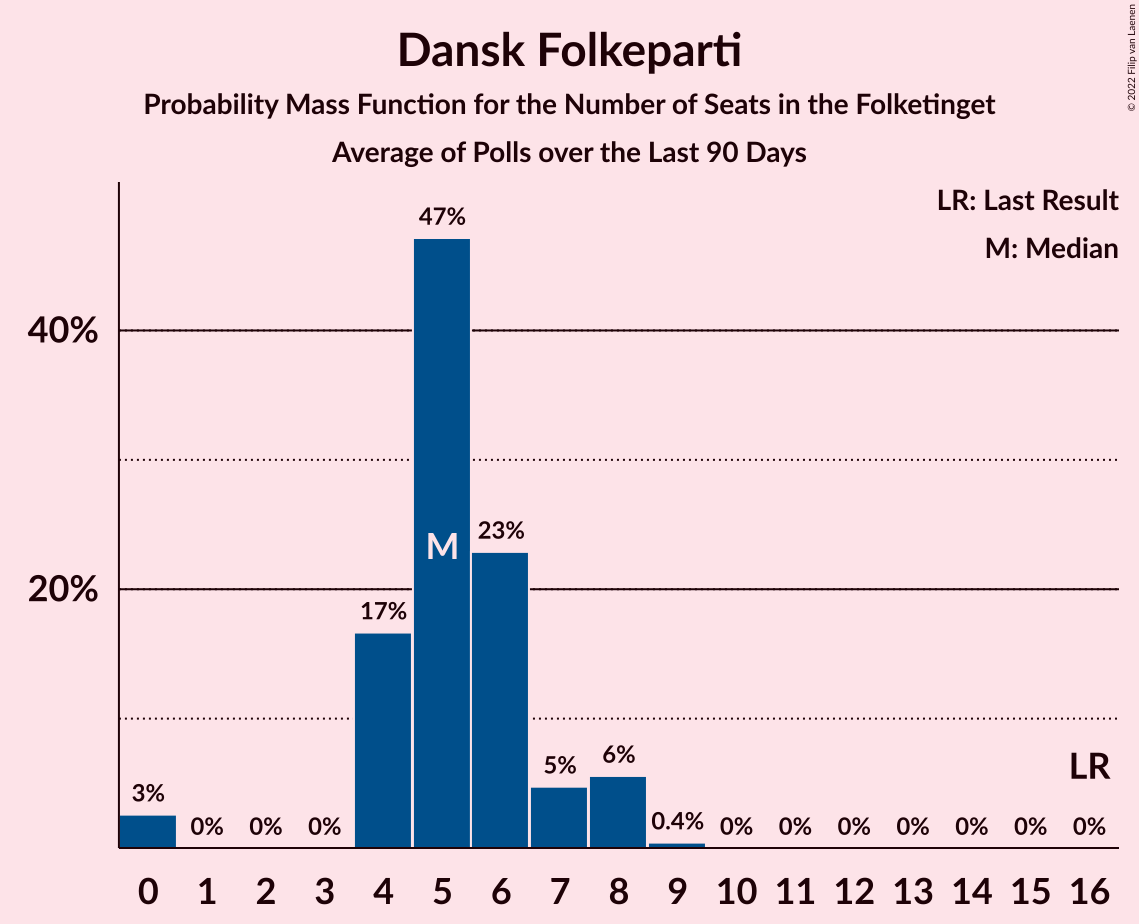 Dansk Folkeparti
Probability Mass Function for the Number of Seats in the Folketinget
Average of Polls over the Last 90 Days
© 2022 Filip van Laenen
LR: Last Result
M: Median
40%
20%
3%
0%
0%
0%
17%
47%
M
23%
5%
6%
0.4%
0%
0%
0%
0%
0%
0%
LR
0%
0 1 2 3 4 5 6 7 8 9 10 11 12 13 14 15 16